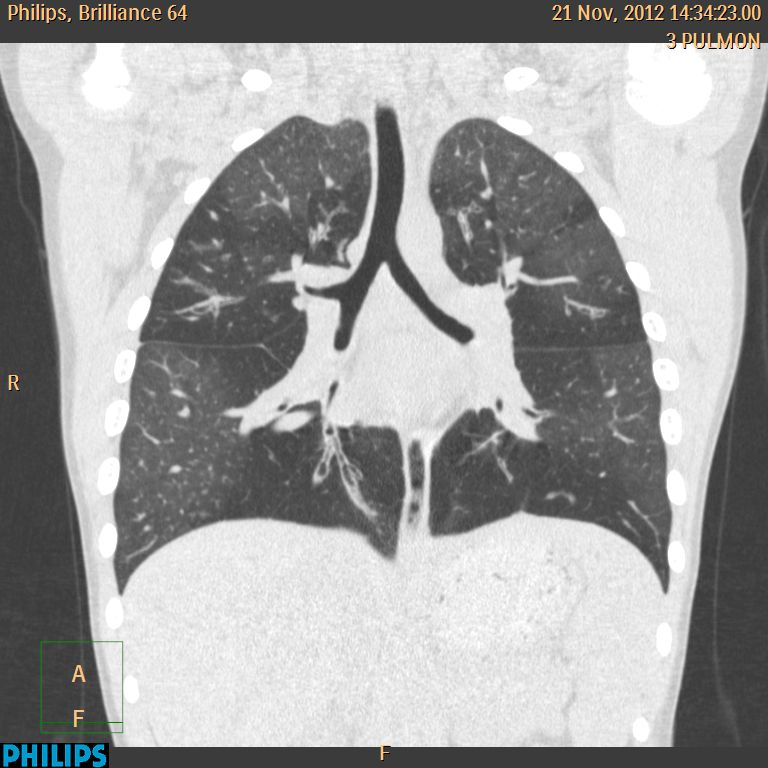 Philips, Brilliance 64
21 Nov, 2012 14:34:23.00
3 PULMON
R
A
F
PHILIPS
F